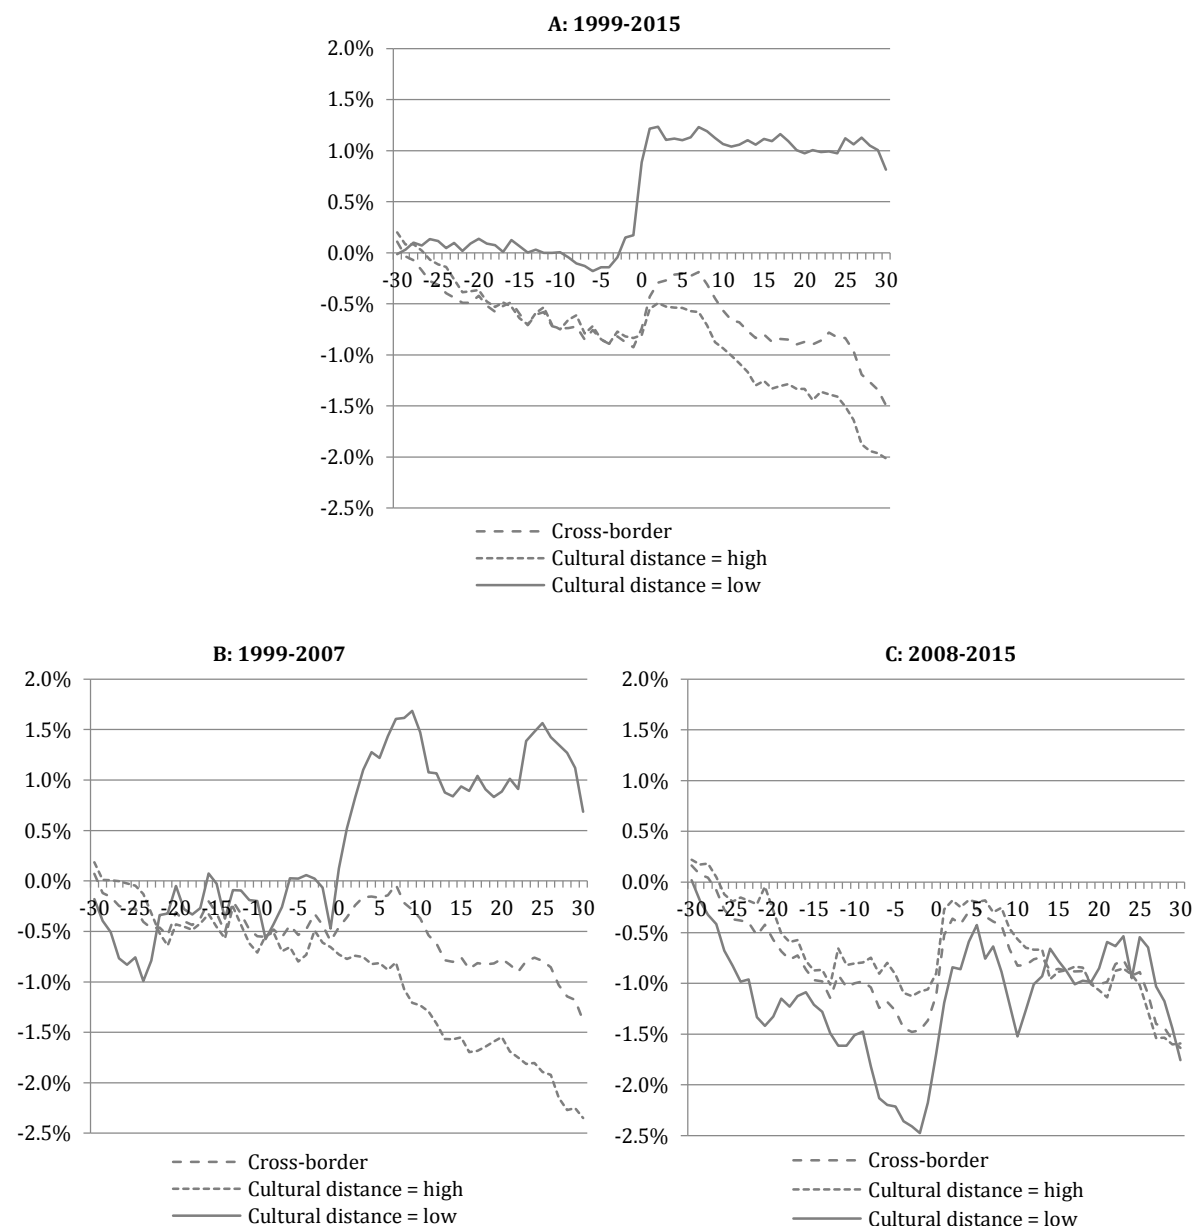 A: 1999-2015
2.0%
1.5%
1.0%
0.5%
0.0%
-30 -25 -20 -15 -10 -5 0 5 10 15 20 25 30
-0.5%
-1.0%
-1.5%
-2.0%
-2.5%
Cross-border
Cultural distance = high
Cultural distance = low
B: 1999-2007
2.0%
1.5%
1.0%
0.5%
0.0%
-30 -25 -20 -15 -10 -5 0 5 10 15 20 25 30
-0.5%
-1.0%
-1.5%
-2.0%
-2.5%
Cross-border
Cultural distance = high
Cultural distance = low
C: 2008-2015
2.0%
1.5%
1.0%
0.5%
0.0%
-30 -25 -20 -15 -10 -5 0 5 10 15 20 25 30
-0.5%
-1.0%
-1.5%
-2.0%
-2.5%
Cross-border
Cultural distance = high
Cultural distance = low